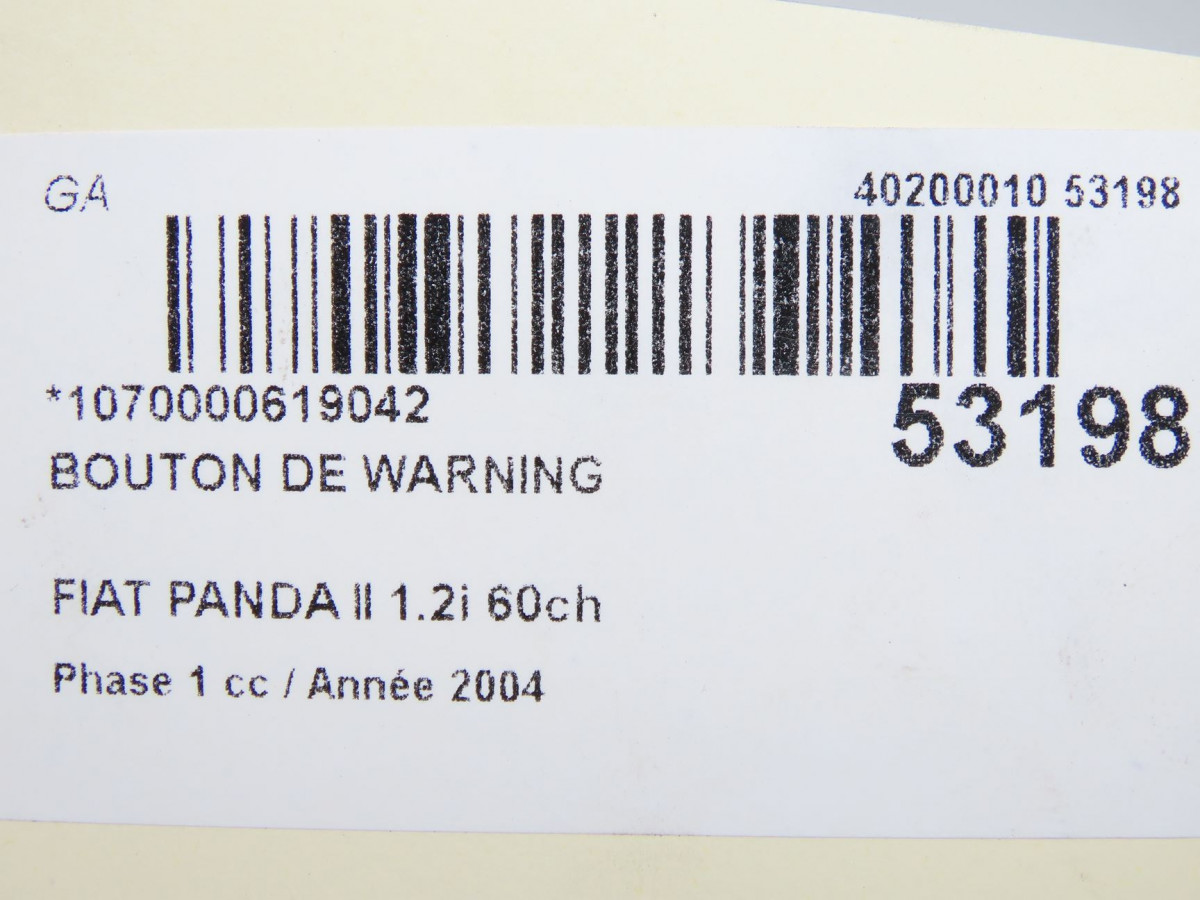 GA 40200010 53198
*1070000619042 53198
BOUTON DE WARNING
FIAT PANDA II 1.2i 60ch
Phase 1 cc / Année 2004